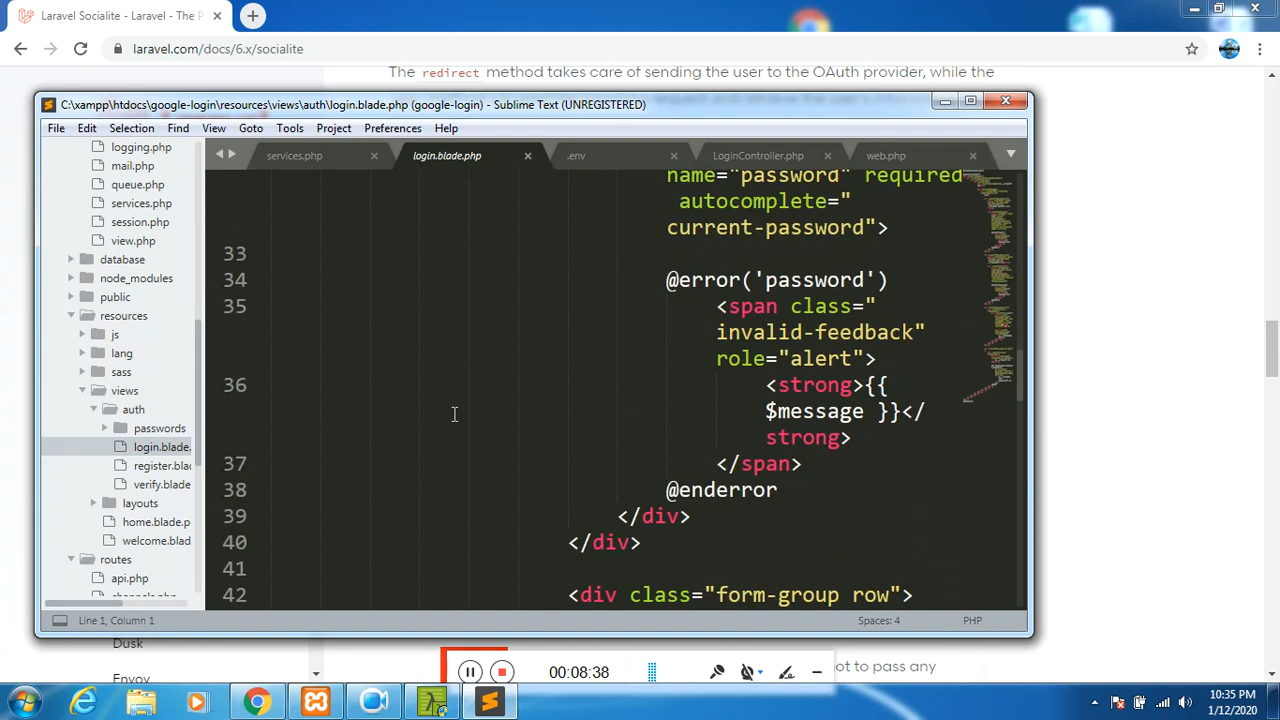 Laravel Socialite - Laravel - The P
laravel.com/docs/6.x/socialite
The redirect method takes care of sending the user to the OAuth provider, while the
C:\xampp\htdocs\google-login\resources\views\auth\login.blade.php (google-login) - Sublime Text (UNREGISTERED)
File Edit Selection Find View Goto Tools Project Preferences Help
services.php login.blade.php .env LoginController.php web.php
logging.php
mail.php
queue.php
services.php
session.php
view.php
database
node_modules
public
resources
js
lang
sass
views
auth
passwords
login.blade.
register.bla
verify.blade
layouts
home.blade.p
welcome.blad
routes
api.php
name="password" required
autocomplete="
current-password">
33
34 @error('password')
35 <span class="
invalid-feedback"
role="alert">
36 <strong>{{
$message }}</
strong>
37 </span>
38 @enderror
39 </div>
40 </div>
41
42 <div class="form-group row">
Line 1, Column 1 Spaces: 4 PHP
Dusk
Envoy
00:08:38
ot to pass any
10:35 PM
1/12/2020